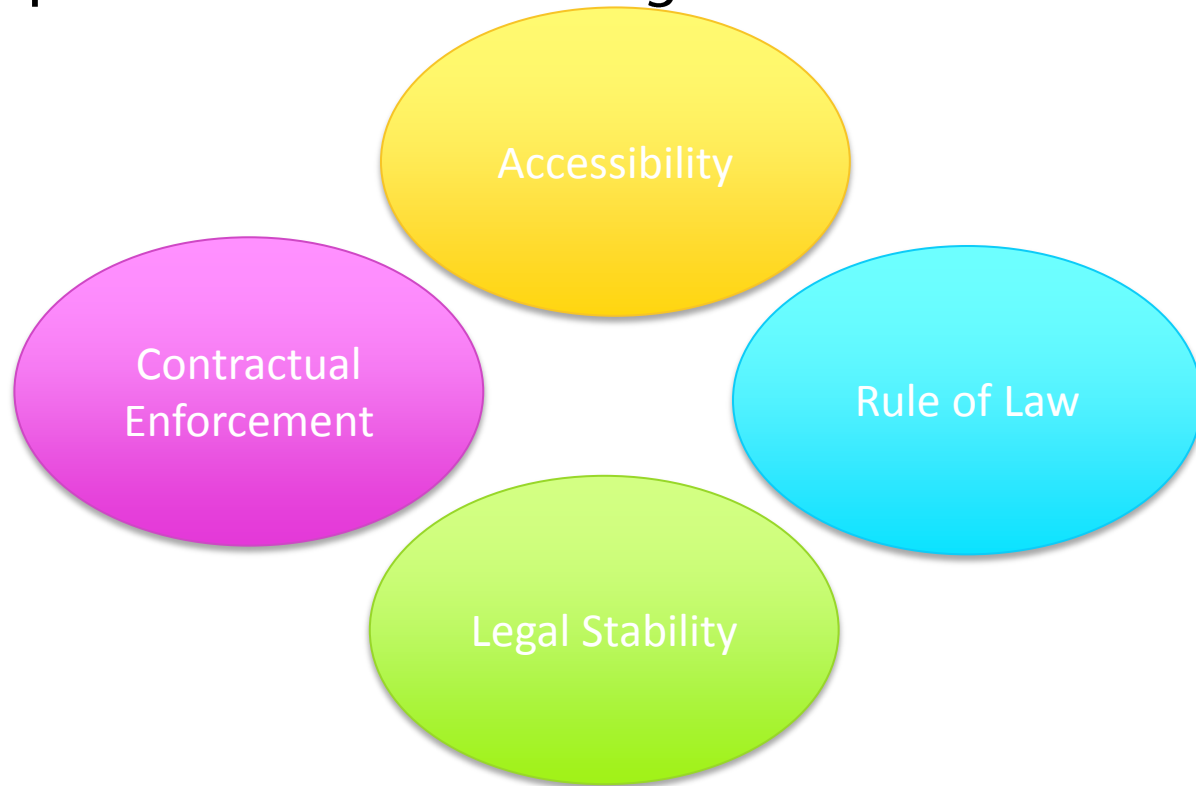 Accessibility
Contractual
Enforcement
Rule of Law
Legal Stability